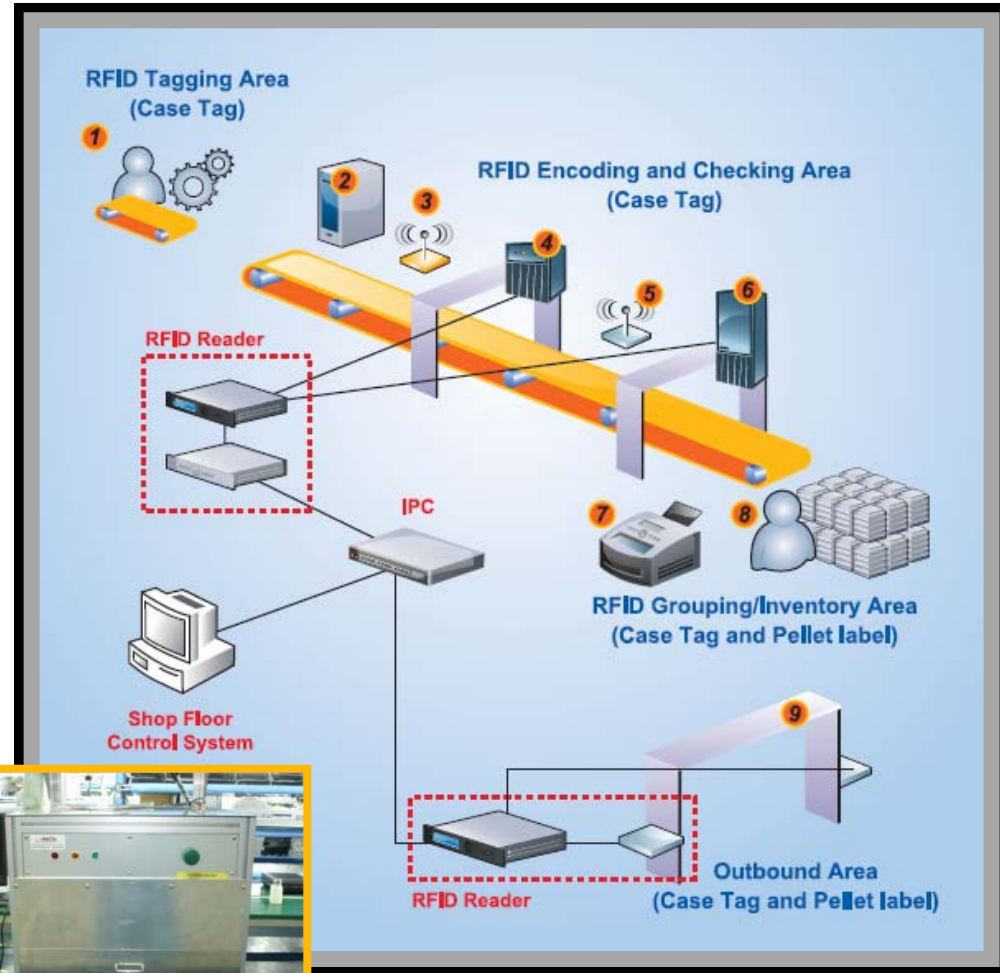 RFID Tagging Area
(Case Tag)
1
2
3
RFID Encoding and Checking Area
(Case Tag)
4
5
6
RFID Reader
IPC
7
8
RFID Grouping/Inventory Area
(Case Tag and Pellet label)
Shop Floor
Control System
9
RFID Reader
Outbound Area
(Case Tag and Pellet label)